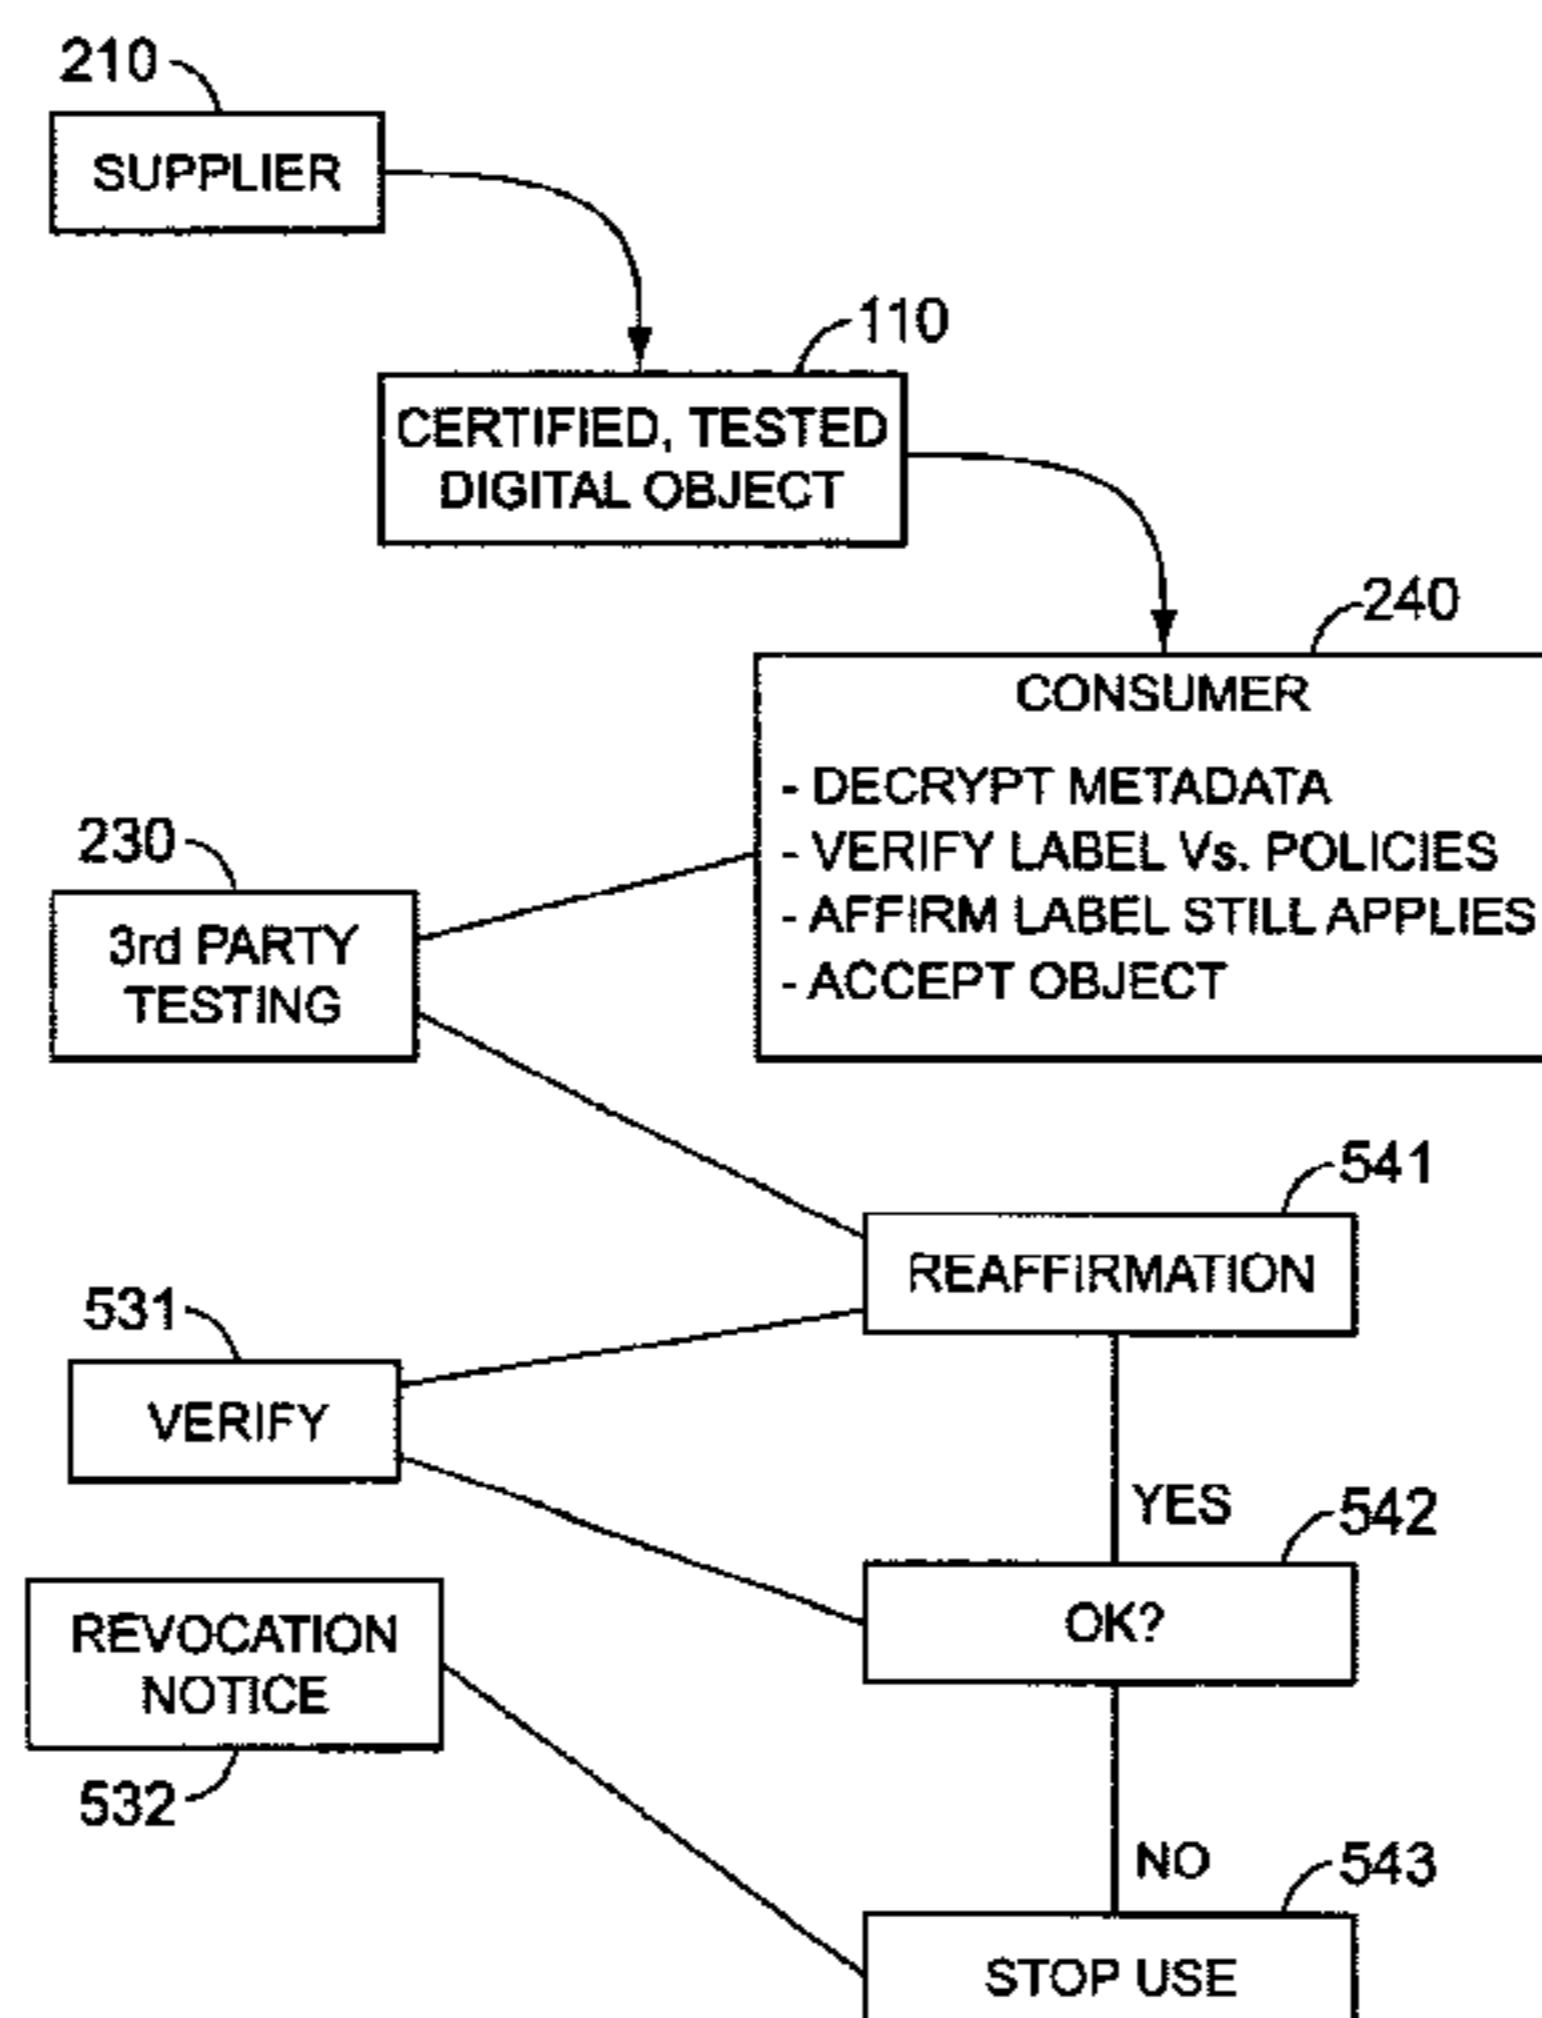 210
SUPPLIER
110
CERTIFIED, TESTED
DIGITAL OBJECT
240
CONSUMER
- DECRYPT METADATA
- VERIFY LABEL Vs. POLICIES
- AFFIRM LABEL STILL APPLIES
- ACCEPT OBJECT
230
3rd PARTY
TESTING
541
REAFFIRMATION
531
VERIFY
YES
542
OK?
REVOCATION
NOTICE
532
NO
543
STOP USE